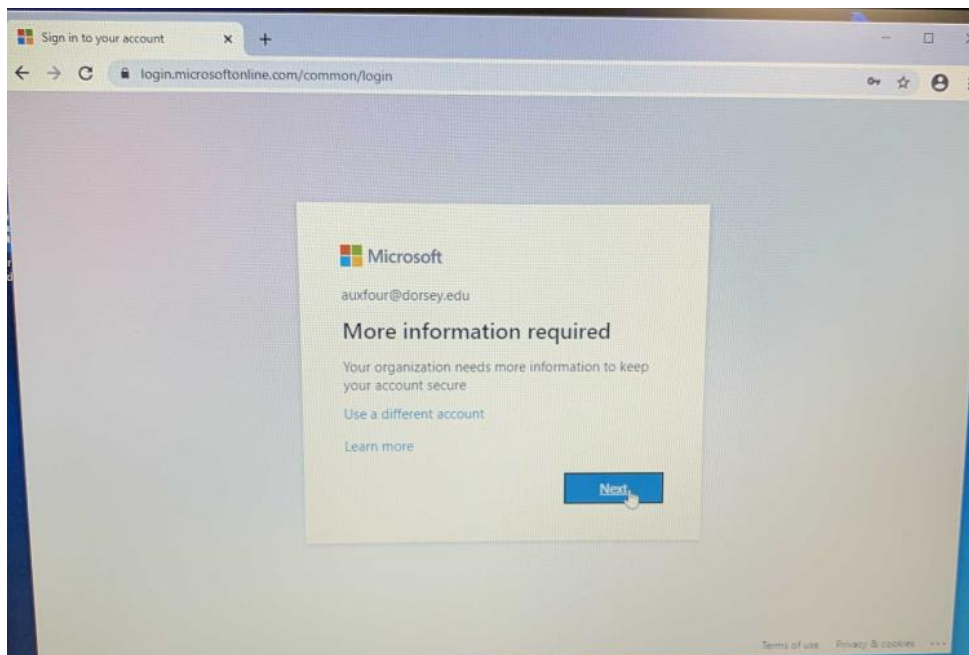 Sign in to your account
login.microsoftonline.com/common/login
Microsoft
auxfour@dorsey.edu
More information required
Your organization needs more information to keep
your account secure
Use a different account
Learn more
Next
Terms of use Privacy & cookies ...